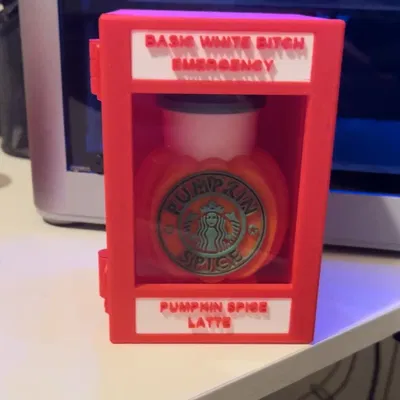 BASIC WHITE BITCH
EMERGENCY
PUMPKIN
SPICE
PUMPKIN SPICE
LATTE